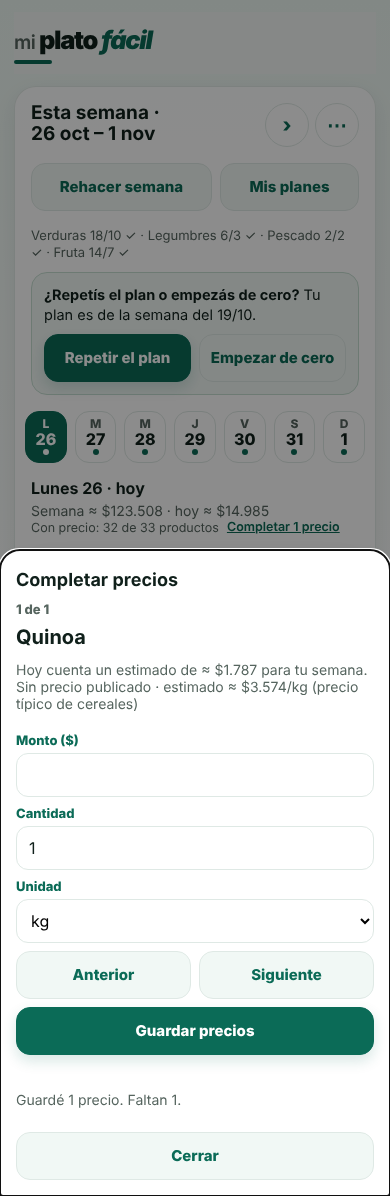 mi plato fácil
Esta semana ·
26 oct – 1 nov
› ···
Rehacer semana Mis planes
Verduras 18/10 ✓ · Legumbres 6/3 ✓ · Pescado 2/2
✓ · Fruta 14/7 ✓
¿Repetís el plan o empezás de cero? Tu
plan es de la semana del 19/10.
Repetir el plan Empezar de cero
L M M J V S D
26 27 28 29 30 31 1
Lunes 26 · hoy
Semana ≈ $123.508 · hoy ≈ $14.985
Con precio: 32 de 33 productos Completar 1 precio
Completar precios
1 de 1
Quinoa
Hoy cuenta un estimado de ≈ $1.787 para tu semana.
Sin precio publicado · estimado ≈ $3.574/kg (precio
típico de cereales)
Monto ($)
Cantidad
1
Unidad
kg
Anterior Siguiente
Guardar precios
Guardé 1 precio. Faltan 1.
Cerrar